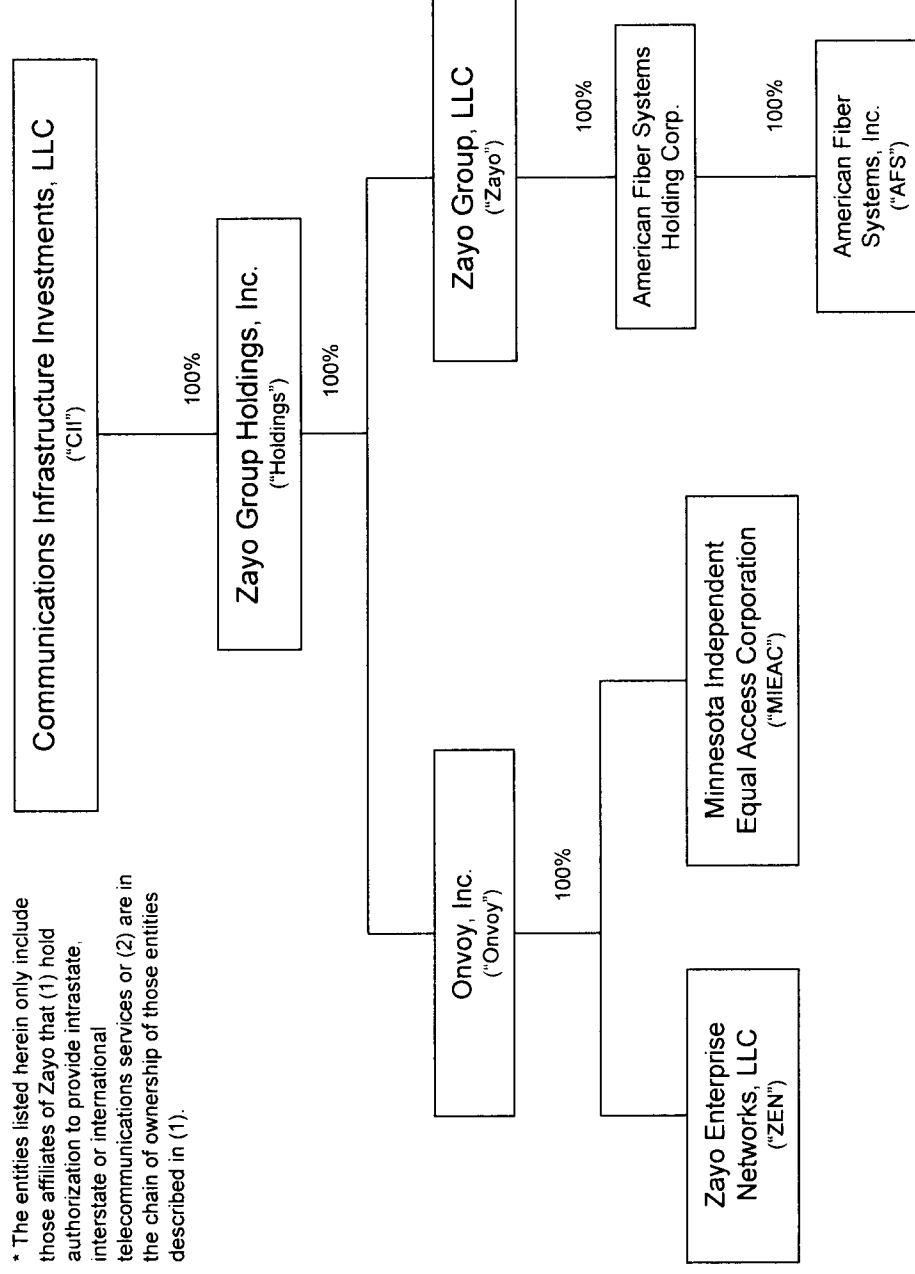 * The entities listed herein only include
those affiliates of Zayo that (1) hold
authorization to provide intrastate,
interstate or international
telecommunications services or (2) are in
the chain of ownership of those entities
described in (1).
Communications Infrastructure Investments, LLC
("CII")
100%
Zayo Group Holdings, Inc.
("Holdings")
100%
Onvoy, Inc.
("Onvoy")
Zayo Group, LLC
("Zayo")
100%
100%
Zayo Enterprise
Networks, LLC
("ZEN")
Minnesota Independent
Equal Access Corporation
("MIEAC")
American Fiber Systems
Holding Corp.
100%
American Fiber
Systems, Inc.
("AFS")